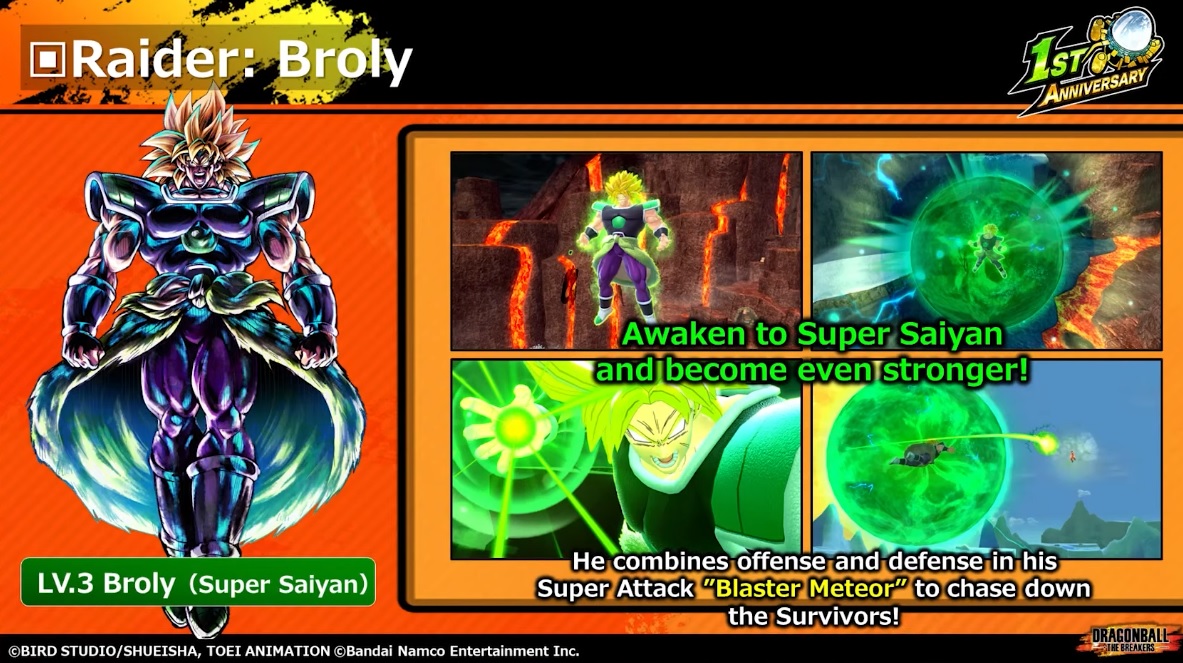 Raider: Broly
1ST
ANNIVERSARY
Awaken to Super Saiyan
and become even stronger!
He combines offense and defense in his
Super Attack ”Blaster Meteor” to chase down
the Survivors!
LV.3 Broly (Super Saiyan)
©BIRD STUDIO/SHUEISHA, TOEI ANIMATION ©Bandai Namco Entertainment Inc.
DRAGONBALL
THE BREAKERS